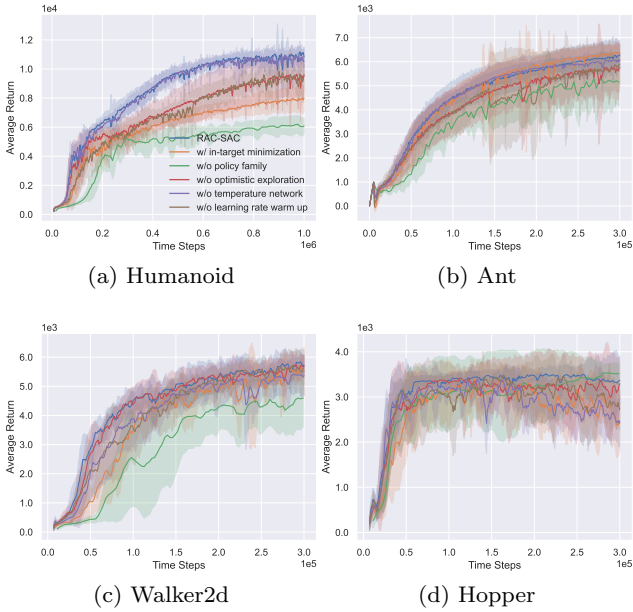 1e4
1.2
1.0
0.8
0.6
0.4
0.2
0.0
Average Return
RAC-SAC
w/ in-target minimization
w/o policy family
w/o optimistic exploration
w/o temperature network
w/o learning rate warm up
0.0 0.2 0.4 0.6 0.8 1.0
Time Steps 1e6
(a) Humanoid
1e3
7.0
6.0
5.0
4.0
3.0
2.0
1.0
0.0
Average Return
0.0 0.5 1.0 1.5 2.0 2.5 3.0
Time Steps 1e5
(b) Ant
1e3
6.0
5.0
4.0
3.0
2.0
1.0
0.0
Average Return
0.0 0.5 1.0 1.5 2.0 2.5 3.0
Time Steps 1e5
(c) Walker2d
1e3
4.0
3.0
2.0
1.0
0.0
Average Return
0.0 0.5 1.0 1.5 2.0 2.5 3.0
Time Steps 1e5
(d) Hopper